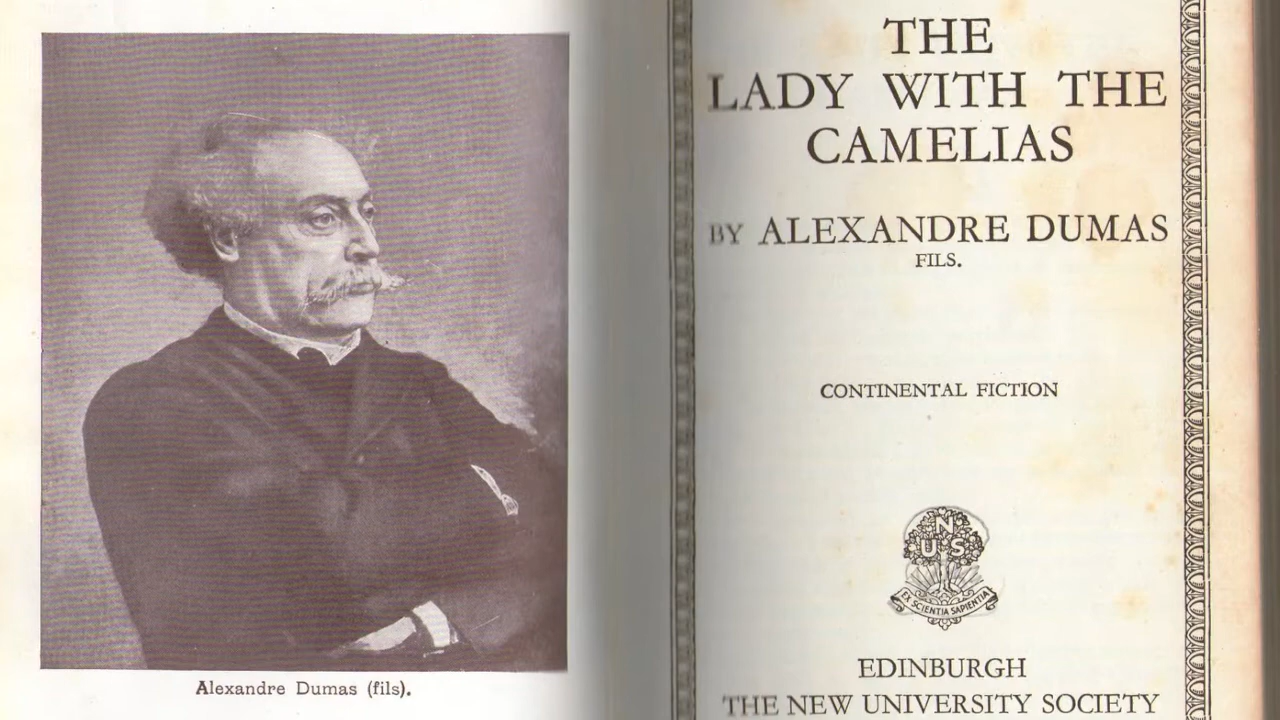 Alexandre Dumas (fils).
THE
LADY WITH THE
CAMELIAS
BY ALEXANDRE DUMAS
FILS.
CONTINENTAL FICTION
N
U S
EX SCIENTIA SAPIENTIA
EDINBURGH
THE NEW UNIVERSITY SOCIETY